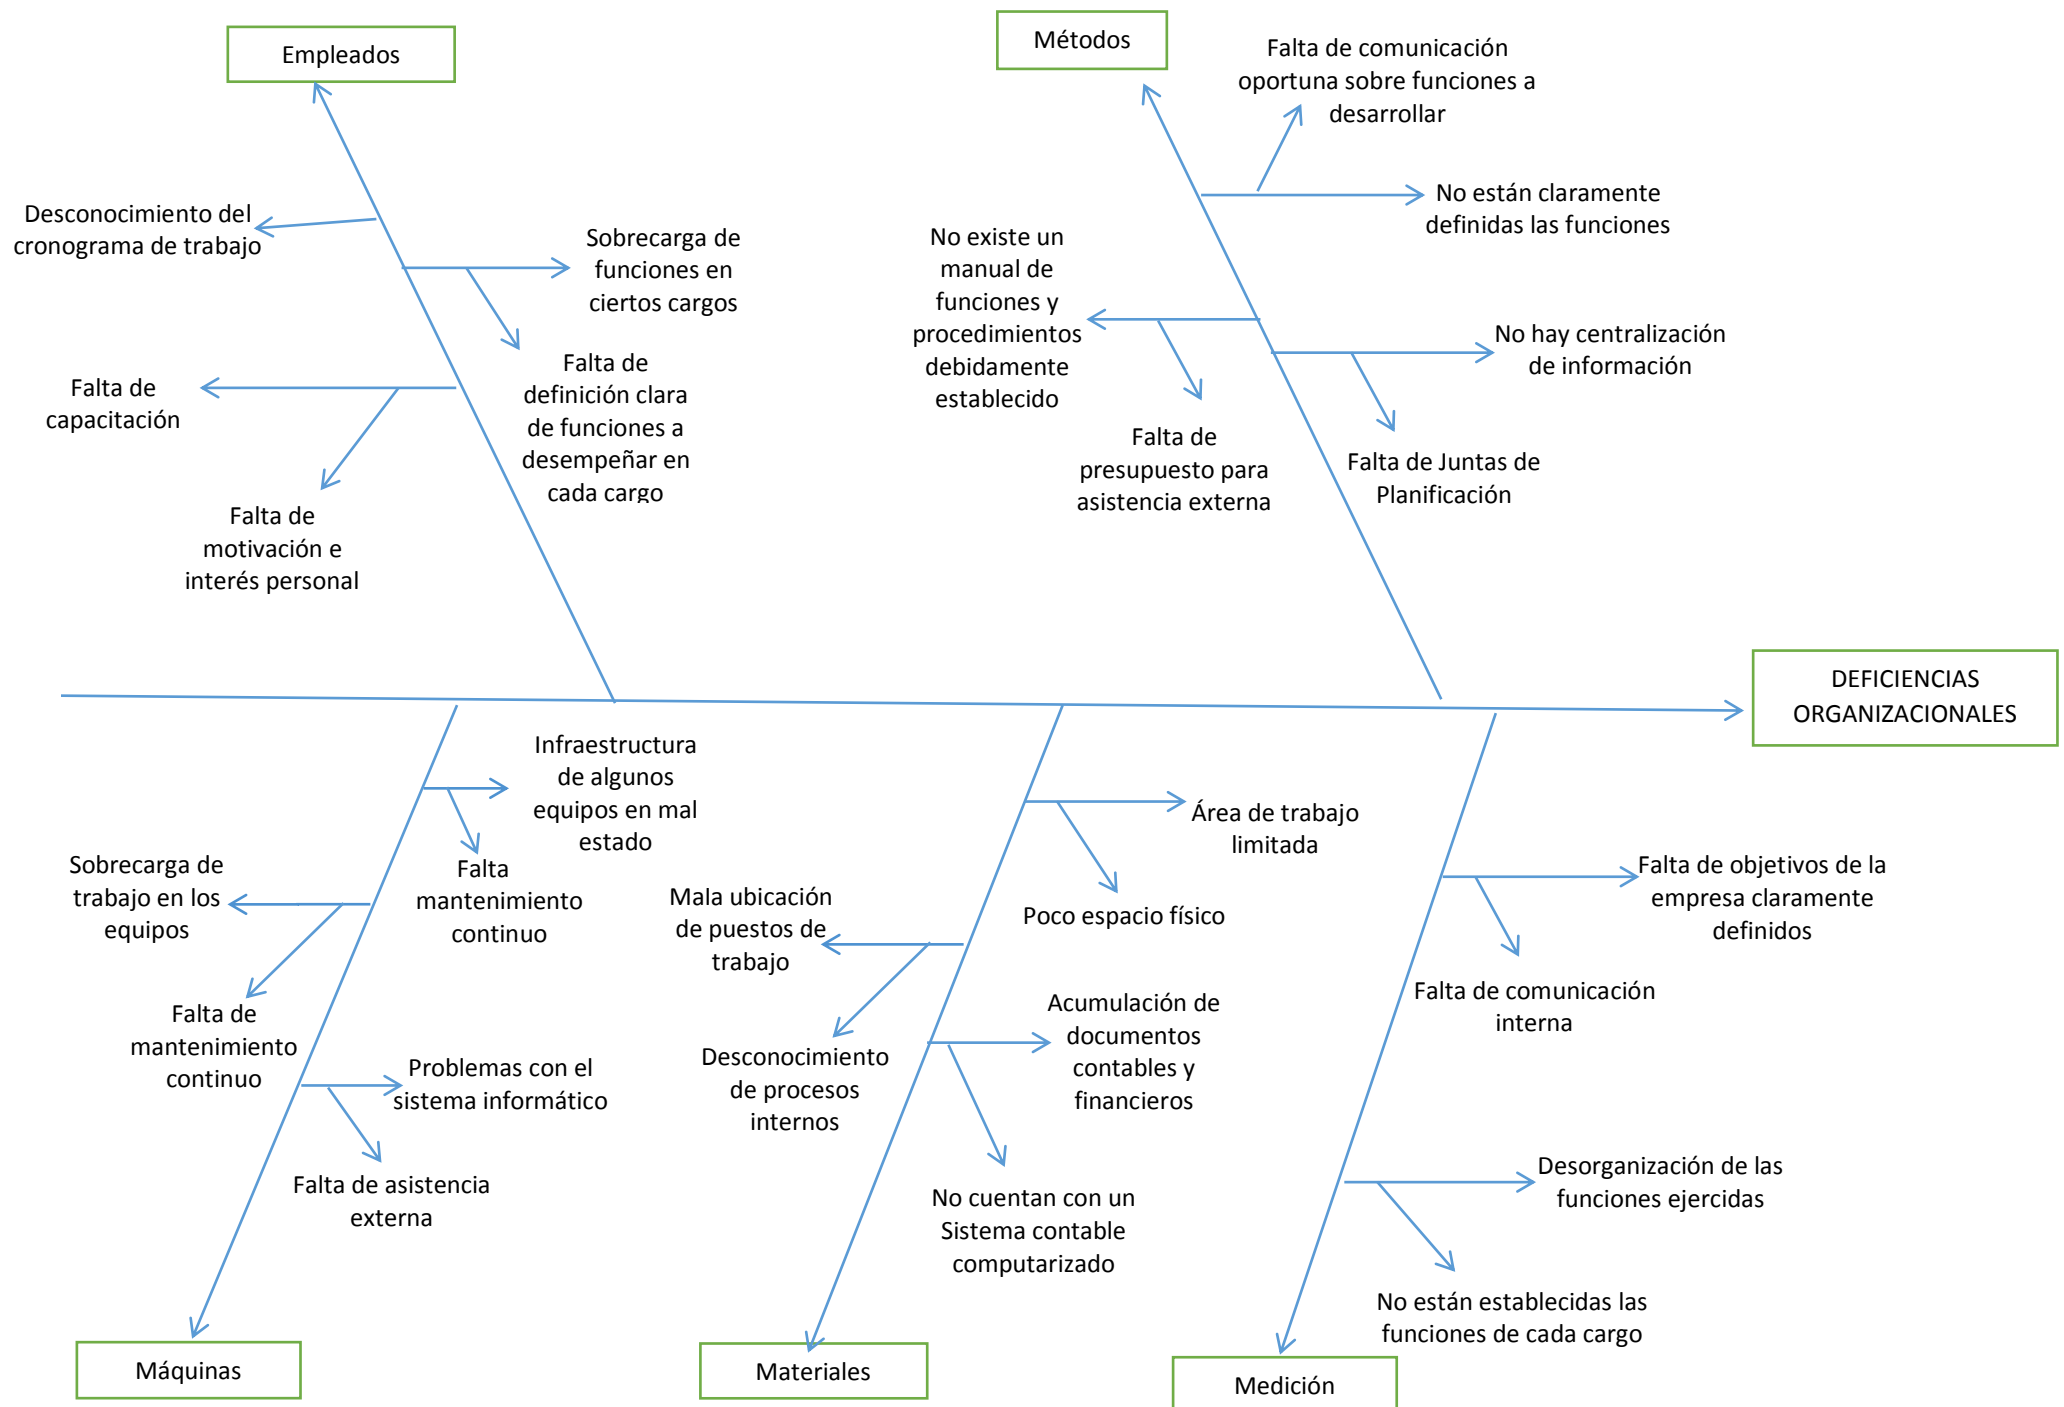 Empleados
Métodos
Falta de comunicación
oportuna sobre funciones a
desarrollar
Desconocimiento del
cronograma de trabajo
Sobrecarga de
funciones en
ciertos cargos
No están claramente
definidas las funciones
No existe un
manual de
funciones y
procedimientos
debidamente
establecido
No hay centralización
de información
Falta de
capacitación
Falta de
definición clara
de funciones a
desempeñar en
cada cargo
Falta de
presupuesto para
asistencia externa
Falta de Juntas de
Planificación
Falta de
motivación e
interés personal
DEFICIENCIAS
ORGANIZACIONALES
Infraestructura
de algunos
equipos en mal
estado
Área de trabajo
limitada
Sobrecarga de
trabajo en los
equipos
Falta
mantenimiento
continuo
Mala ubicación
de puestos de
trabajo
Poco espacio físico
Falta de objetivos de la
empresa claramente
definidos
Falta de
mantenimiento
continuo
Problemas con el
sistema informático
Desconocimiento
de procesos
internos
Acumulación de
documentos
contables y
financieros
Falta de comunicación
interna
Falta de asistencia
externa
No cuentan con un
Sistema contable
computarizado
Desorganización de las
funciones ejercidas
No están establecidas las
funciones de cada cargo
Máquinas
Materiales
Medición